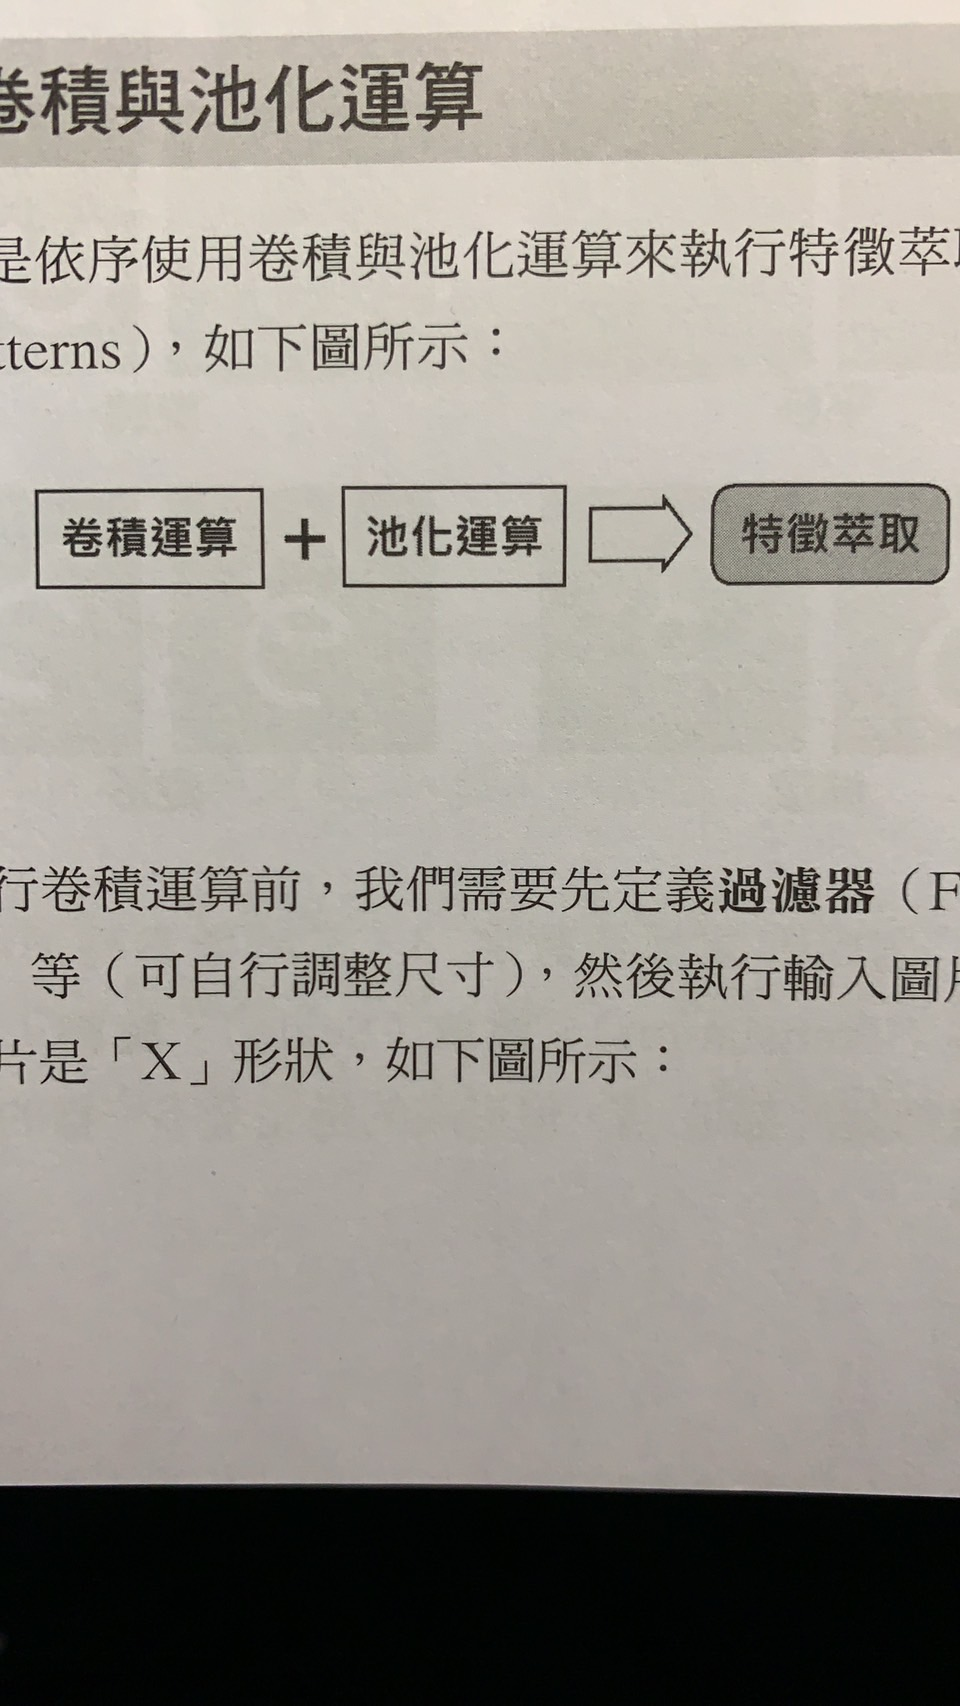 卷積與池化運算
是依序使用卷積與池化運算來執行特徵萃取
tterns），如下圖所示：
卷積運算 + 池化運算 特徵萃取
行卷積運算前，我們需要先定義過濾器（F
等（可自行調整尺寸），然後執行輸入圖片
片是「X」形狀，如下圖所示：